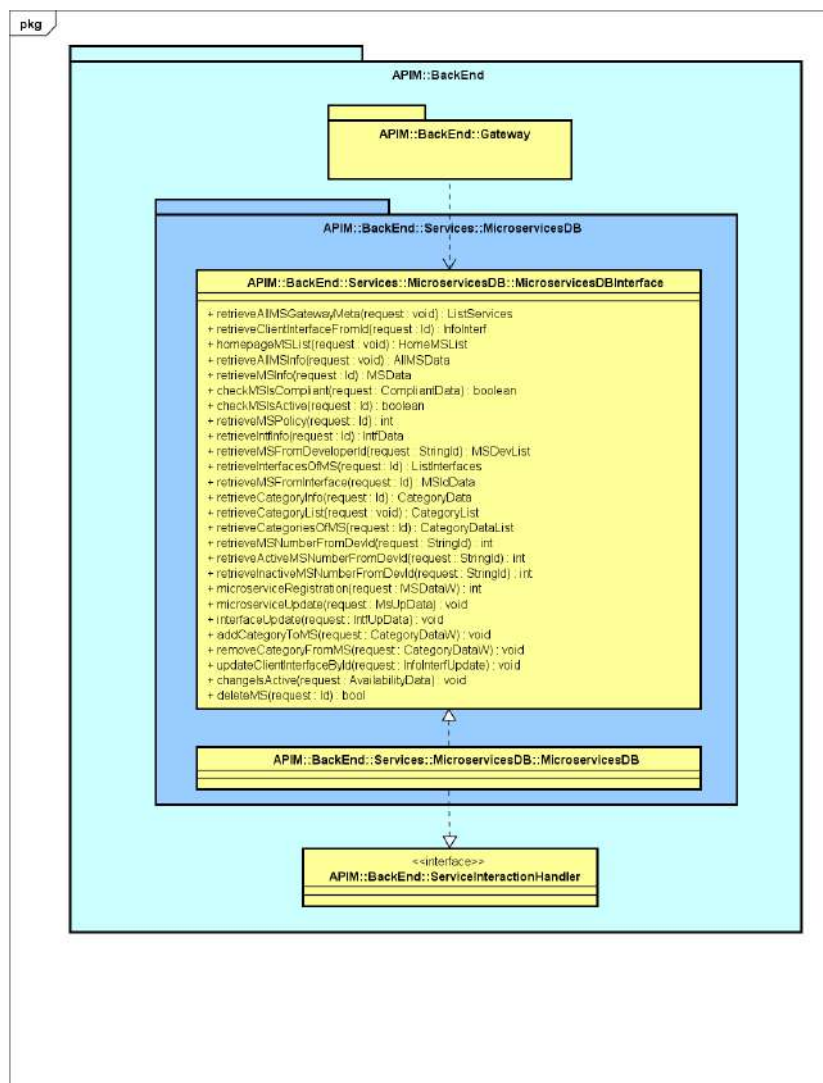 pkg
APIM::BackEnd
APIM::BackEnd::Gateway
APIM::BackEnd::Services::MicroservicesDB
APIM::BackEnd::Services::MicroservicesDB::MicroservicesDBInterface
+ retrieveAllMSGatewayMeta(request : void) : ListServices
+ retrieveClientInterfaceFromId(request : Id) : InfoInterf
+ homepageMSList(request : void) : HomeMSList
+ retrieveAllMSInfo(request : void) : AllMSData
+ retrieveMSInfo(request : Id) : MSData
+ checkMSIsCompliant(request : CompliantData) : boolean
+ checkMSIsActive(request : Id) : boolean
+ retrieveMSPolicy(request : Id) : int
+ retrieveIntfInfo(request : Id) : IntfData
+ retrieveMSFromDeveloperId(request : StringId) : MSDevList
+ retrieveInterfacesOfMS(request : Id) : ListInterfaces
+ retrieveMSFromInterface(request : Id) : MSIdData
+ retrieveCategoryInfo(request : Id) : CategoryData
+ retrieveCategoryList(request : void) : CategoryList
+ retrieveCategoriesOfMS(request : Id) : CategoryDataList
+ retrieveMSNumberFromDevId(request : StringId) : int
+ retrieveActiveMSNumberFromDevId(request : StringId) : int
+ retrieveInactiveMSNumberFromDevId(request : StringId) : int
+ microserviceRegistration(request : MSDataW) : int
+ microserviceUpdate(request : MsUpData) : void
+ interfaceUpdate(request : IntfUpData) : void
+ addCategoryToMS(request : CategoryDataW) : void
+ removeCategoryFromMS(request : CategoryDataW) : void
+ updateClientInterfaceById(request : InfoInterfUpdate) : void
+ changeIsActive(request : AvailabilityData) : void
+ deleteMS(request : Id) : bool
APIM::BackEnd::Services::MicroservicesDB::MicroservicesDB
<<interface>>
APIM::BackEnd::ServiceInteractionHandler